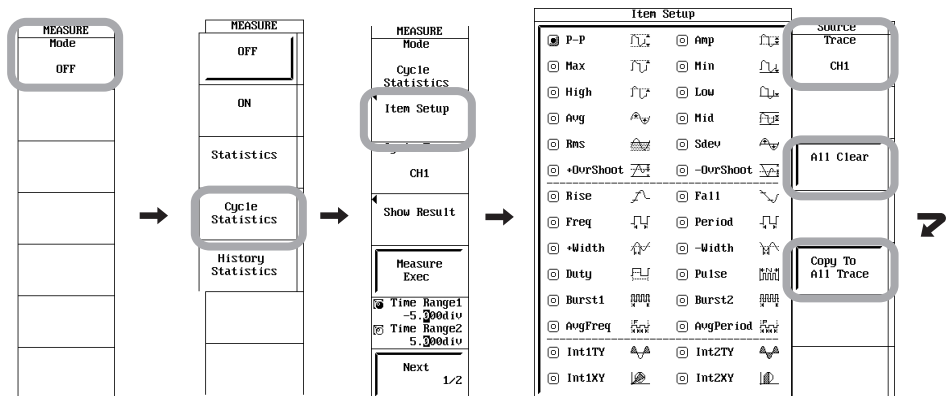 MEASURE
Mode
OFF
MEASURE
OFF
ON
Statistics
Cycle
Statistics
History
Statistics
MEASURE
Mode
Cycle
Statistics
Item Setup
CH1
Show Result
Measure
Exec
Time Range1
-5.000div
Time Range2
5.000div
Next
1/2
Item Setup
P-P Amp
Max Min
High Low
Avg Mid
Rms Sdev
+OvrShoot -OvrShoot
Rise Fall
Freq Period
+Width -Width
Duty Pulse
Burst1 Burst2
AvgFreq AvgPeriod
Int1TY Int2TY
Int1XY Int2XY
Source
Trace
CH1
All Clear
Copy To
All Trace